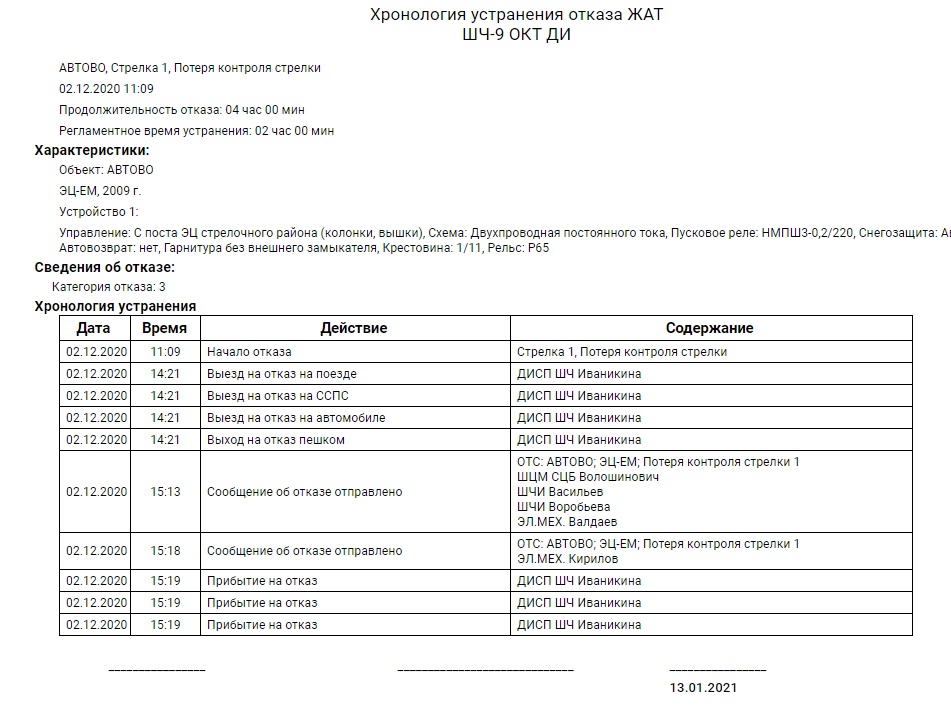 Хронология устранения отказа ЖАТ
ШЧ-9 ОКТ ДИ
АВТОВО, Стрелка 1, Потеря контроля стрелки
02.12.2020 11:09
Продолжительность отказа: 04 час 00 мин
Регламентное время устранения: 02 час 00 мин
Характеристики:
Объект: АВТОВО
ЭЦ-ЕМ, 2009 г.
Устройство 1:
Управление: С поста ЭЦ стрелочного района (колонки, вышки), Схема: Двухпроводная постоянного тока, Пусковое реле: НМПШ3-0,2/220, Снегозащита:
Автовозврат: нет, Гарнитура без внешнего замыкателя, Крестовина: 1/11, Рельс: Р65
Сведения об отказе:
Категория отказа: 3
Хронология устранения
Дата Время Действие Содержание
02.12.2020 11:09 Начало отказа Стрелка 1, Потеря контроля стрелки
02.12.2020 14:21 Выезд на отказ на поезде ДИСП ШЧ Иваникина
02.12.2020 14:21 Выезд на отказ на ССПС ДИСП ШЧ Иваникина
02.12.2020 14:21 Выезд на отказ на автомобиле ДИСП ШЧ Иваникина
02.12.2020 14:21 Выход на отказ пешком ДИСП ШЧ Иваникина
02.12.2020 15:13 Сообщение об отказе отправлено ОТС: АВТОВО; ЭЦ-ЕМ; Потеря контроля стрелки 1
ШЦМ СЦБ Волошинович
ШЧИ Васильев
ШЧИ Воробьева
ЭЛ.МЕХ. Валдаев
02.12.2020 15:18 Сообщение об отказе отправлено ОТС: АВТОВО; ЭЦ-ЕМ; Потеря контроля стрелки 1
ЭЛ.МЕХ. Кирилов
02.12.2020 15:19 Прибытие на отказ ДИСП ШЧ Иваникина
02.12.2020 15:19 Прибытие на отказ ДИСП ШЧ Иваникина
02.12.2020 15:19 Прибытие на отказ ДИСП ШЧ Иваникина
13.01.2021